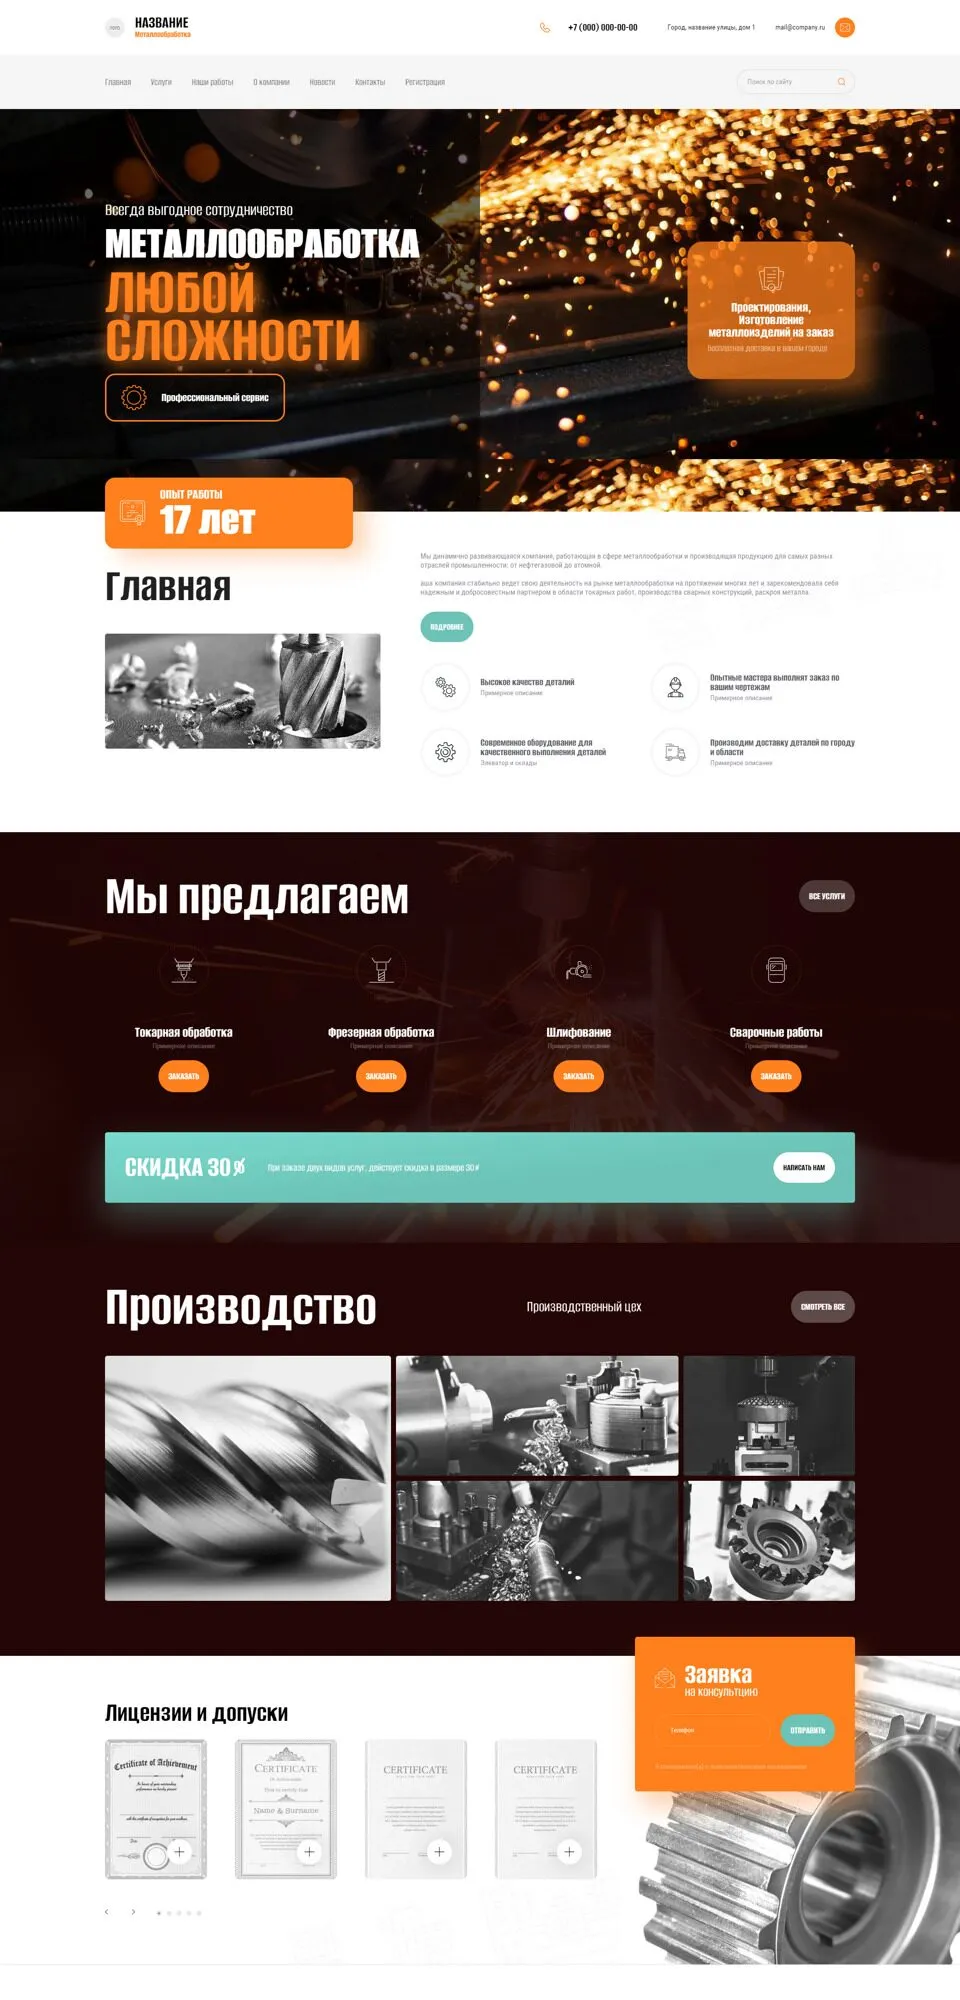 лого
НАЗВАНИЕ
Металлообработка
+7 (000) 000-00-00
Город, название улицы, дом 1
mail@company.ru
Главная
Услуги
Наши работы
О компании
Новости
Контакты
Регистрация
Поиск по сайту
Всегда выгодное сотрудничество
МЕТАЛЛООБРАБОТКА
ЛЮБОЙ
СЛОЖНОСТИ
Профессиональный сервис
Проектирования,
Изготовление
металлоизделий на заказ
Бесплатная доставка в вашем городе
ОПЫТ РАБОТЫ
17 лет
Главная
Мы динамично развивающаяся компания, работающая в сфере металлообработки и производящая продукцию для самых разных
отраслей промышленности: от нефтегазовой до атомной.
аша компания стабильно ведет свою деятельность на рынке металлообработки на протяжении многих лет и зарекомендовала себя
надежным и добросовестным партнером в области токарных работ, производства сварных конструкций, раскроя металла.
ПОДРОБНЕЕ
Высокое качество деталий
Примерное описание
Опытные мастера выполнят заказ по
вашим чертежам
Примерное описание
Современное оборудование для
качественного выполнения деталей
Элеватор и склады
Производим доставку деталей по городу
и области
Примерное описание
Мы предлагаем
ВСЕ УСЛУГИ
Токарная обработка
Примерное описание
ЗАКАЗАТЬ
Фрезерная обработка
Примерное описание
ЗАКАЗАТЬ
Шлифование
Примерное описание
ЗАКАЗАТЬ
Сварочные работы
Примерное описание
ЗАКАЗАТЬ
СКИДКА 30%
При заказе двух видов услуг, действует скидка в размере 30%
НАПИСАТЬ НАМ
Производство
Производственный цех
СМОТРЕТЬ ВСЕ
Заявка
на консультцию
Телефон
ОТПРАВИТЬ
Лицензии и допуски
Certificate of Achievement
CERTIFICATE
Of Achievement
This to certify that
Name & Surname
CERTIFICATE
CERTIFICATE